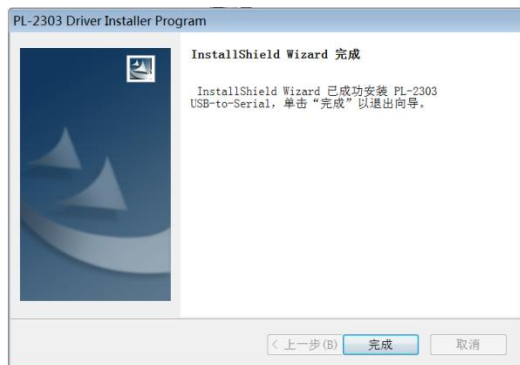 PL-2303 Driver Installer Program
InstallShield Wizard 完成
InstallShield Wizard 已成功安装 PL-2303
USB-to-Serial，单击“完成”以退出向导。
< 上一步(B)
完成
取消